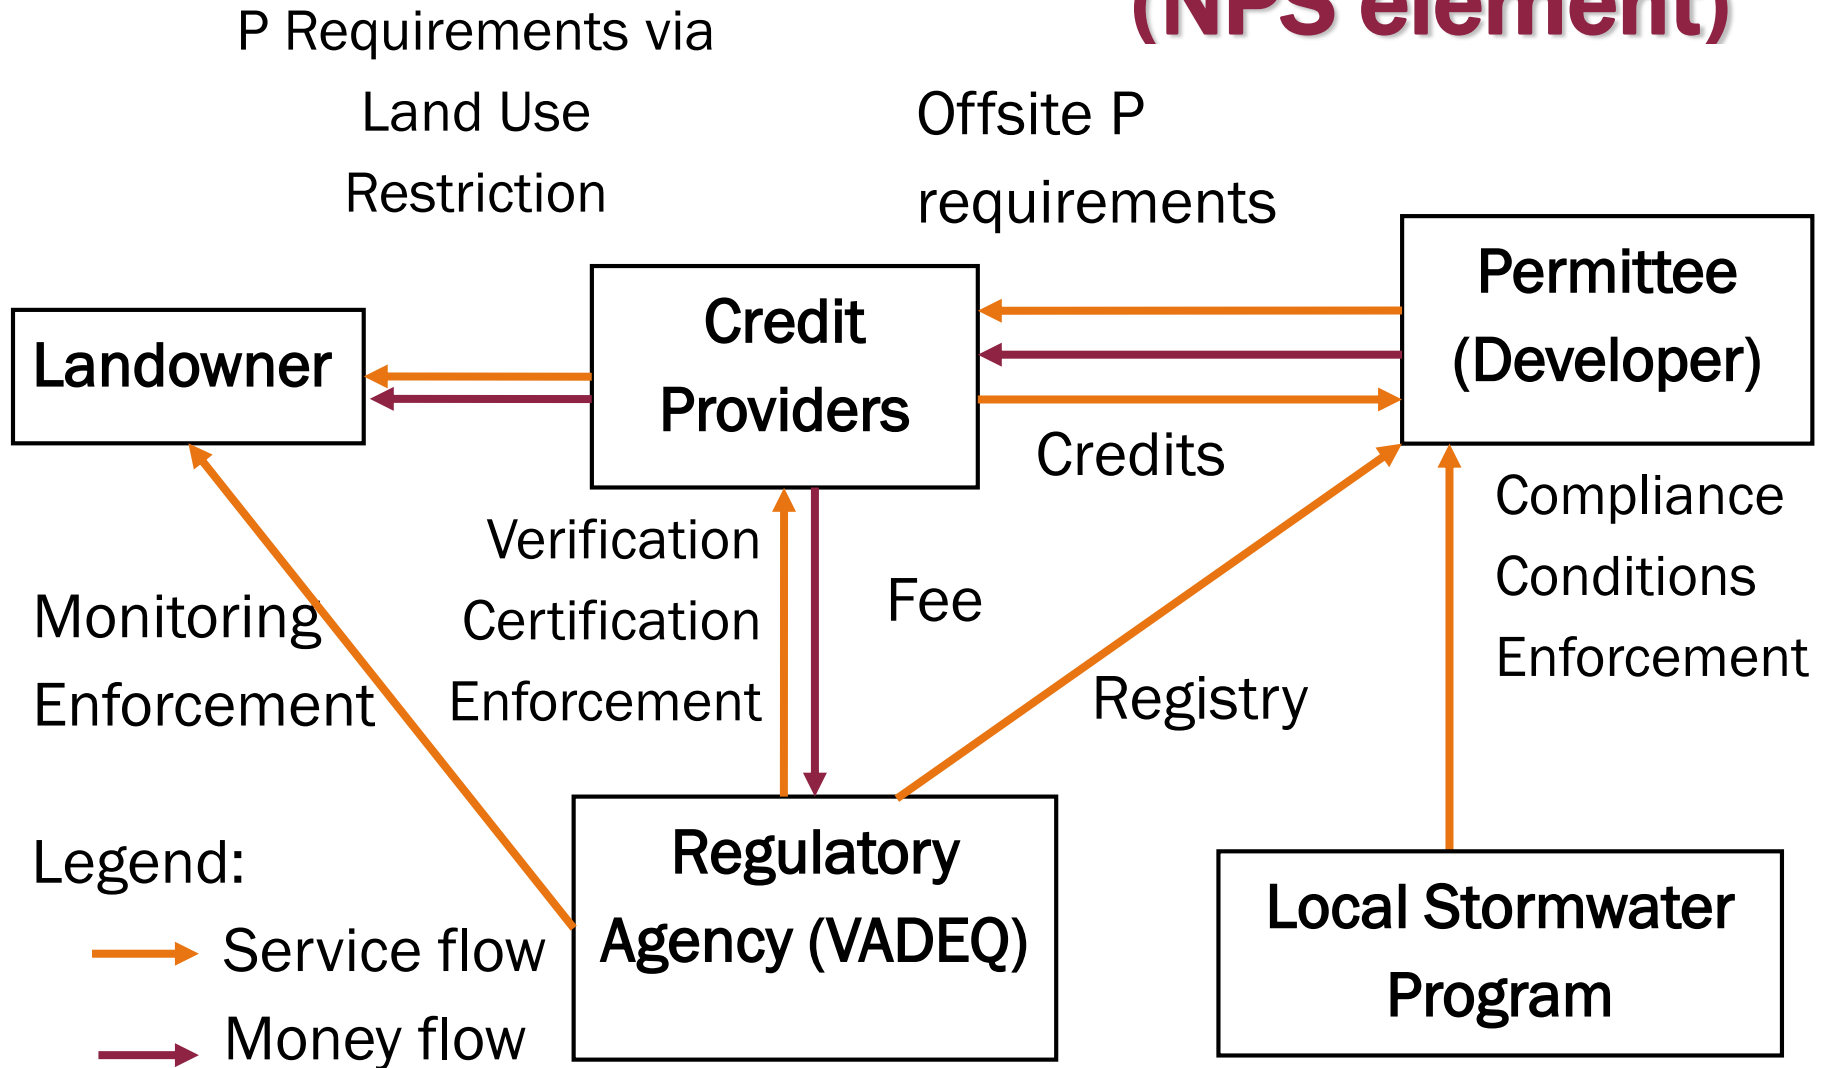 (NPS element)
P Requirements via
Land Use
Restriction
Offsite P
requirements
Permittee
(Developer)
Credit
Providers
Landowner
Credits
Compliance
Conditions
Enforcement
Verification
Certification
Enforcement
Fee
Monitoring
Enforcement
Registry
Regulatory
Agency (VADEQ)
Local Stormwater
Program
Legend:
Service flow
Money flow